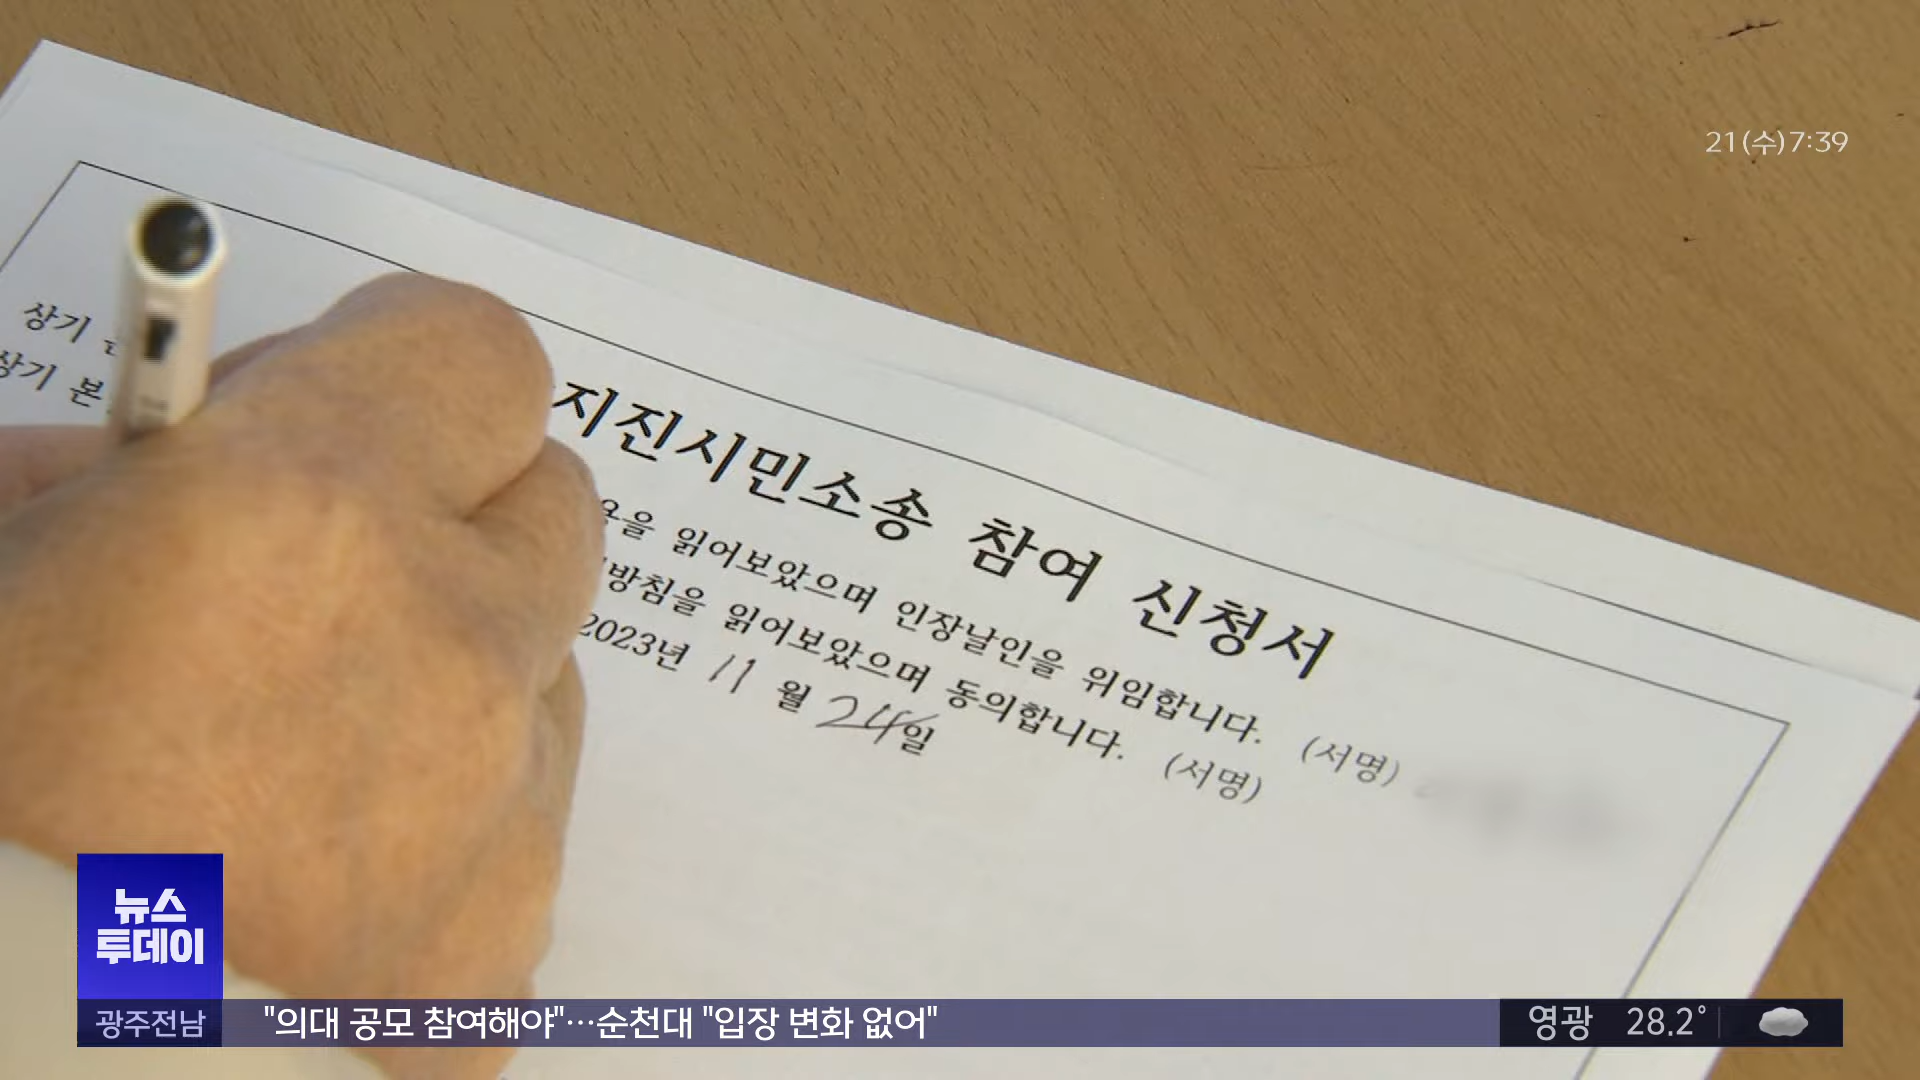 21(수)7:39
상기
상기 본
지진시민소송 참여 신청서
을 읽어보았으며 인장날인을 위임합니다. (서명)
방침을 읽어보았으며 동의합니다. (서명)
2023년 11월 24일
뉴스
투데이
광주전남 "의대 공모 참여해야"…순천대 "입장 변화 없어" 영광 28.2°